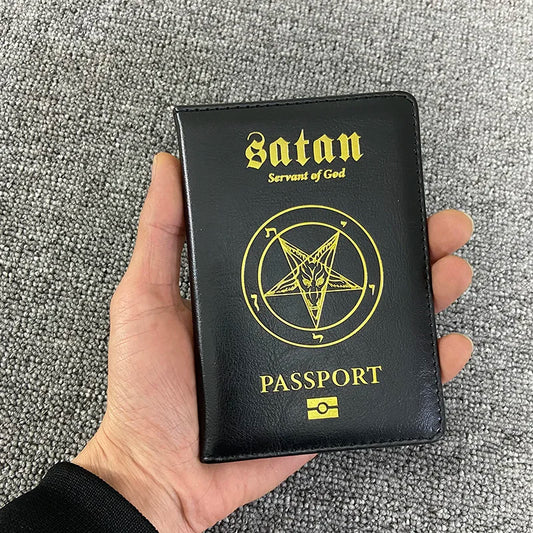 satan
Servant of God
PASSPORT